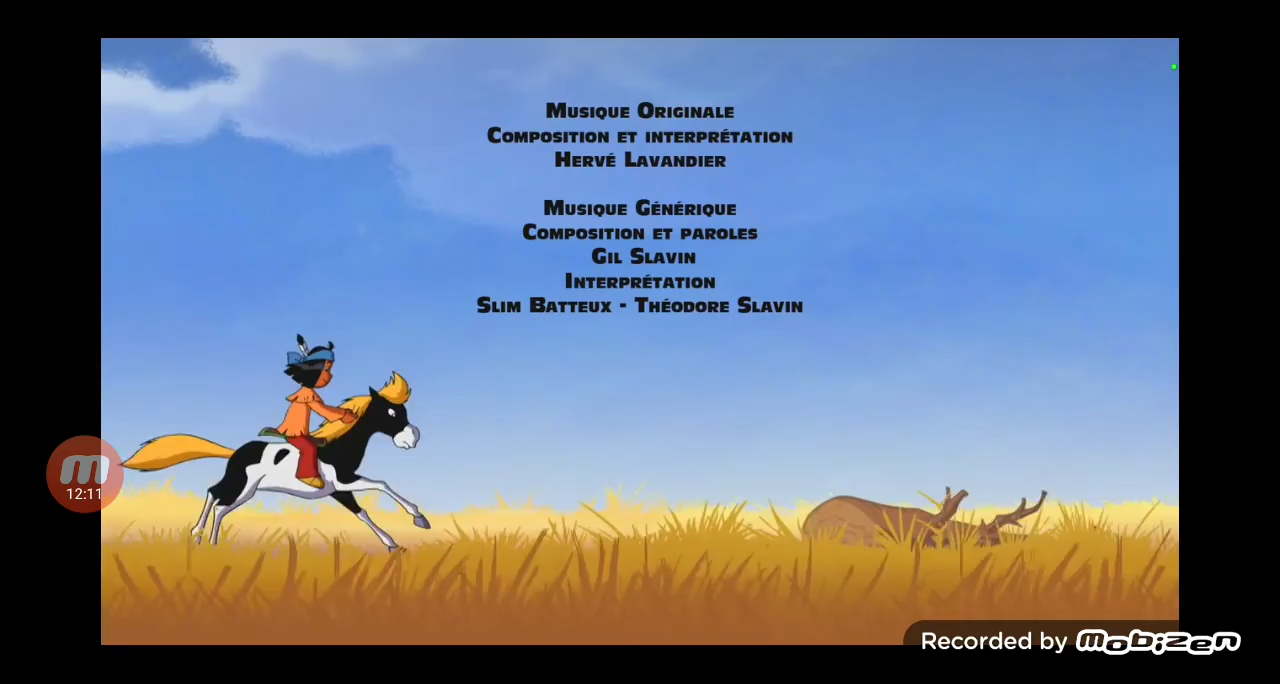 Musique Originale
Composition et interprétation
Hervé Lavandier
Musique Générique
Composition et paroles
Gil Slavin
Interprétation
Slim Batteux - Théodore Slavin
m
12:11
Recorded by Mobizen